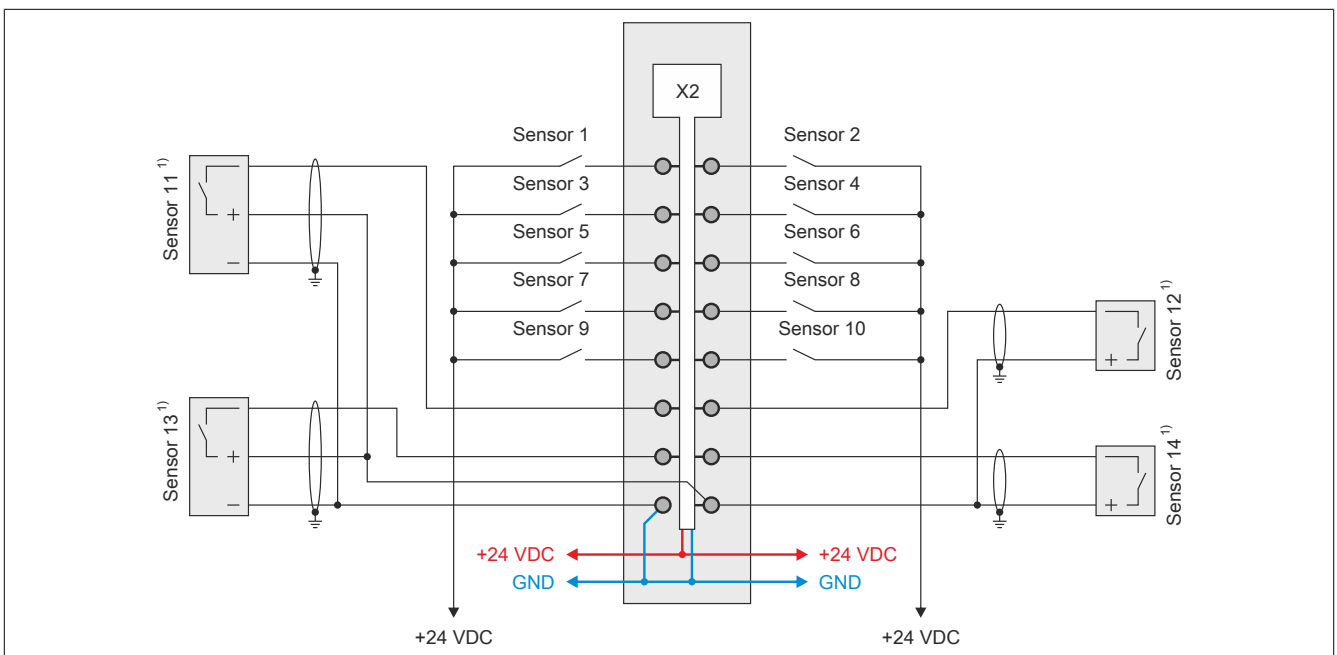 X2
Sensor 1
Sensor 2
Sensor 3
Sensor 4
Sensor 5
Sensor 6
Sensor 7
Sensor 8
Sensor 9
Sensor 10
Sensor 11 1)
+
−
Sensor 12 1)
+
Sensor 13 1)
+
−
Sensor 14 1)
+
+24 VDC
+24 VDC
GND
GND
+24 VDC
+24 VDC